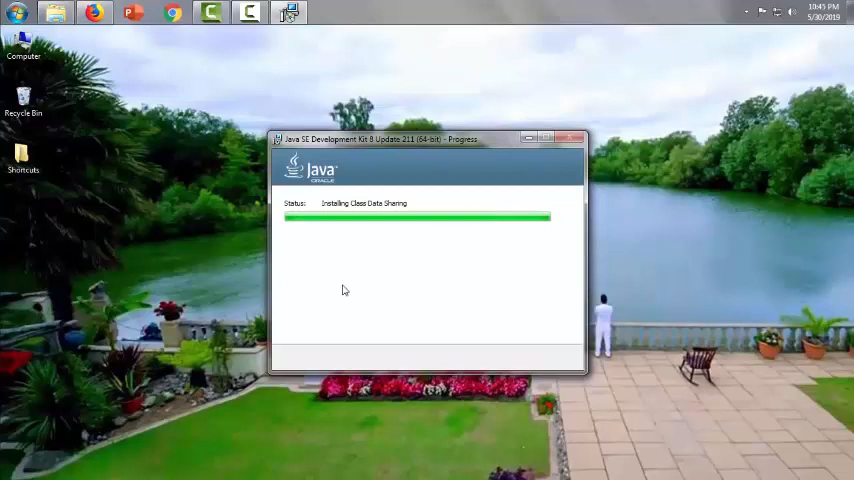 10:45 PM
5/30/2019
Computer
Recycle Bin
Shortcuts
Java SE Development Kit 8 Update 211 (64-bit) - Progress
Java
ORACLE
Status: Installing Class Data Sharing